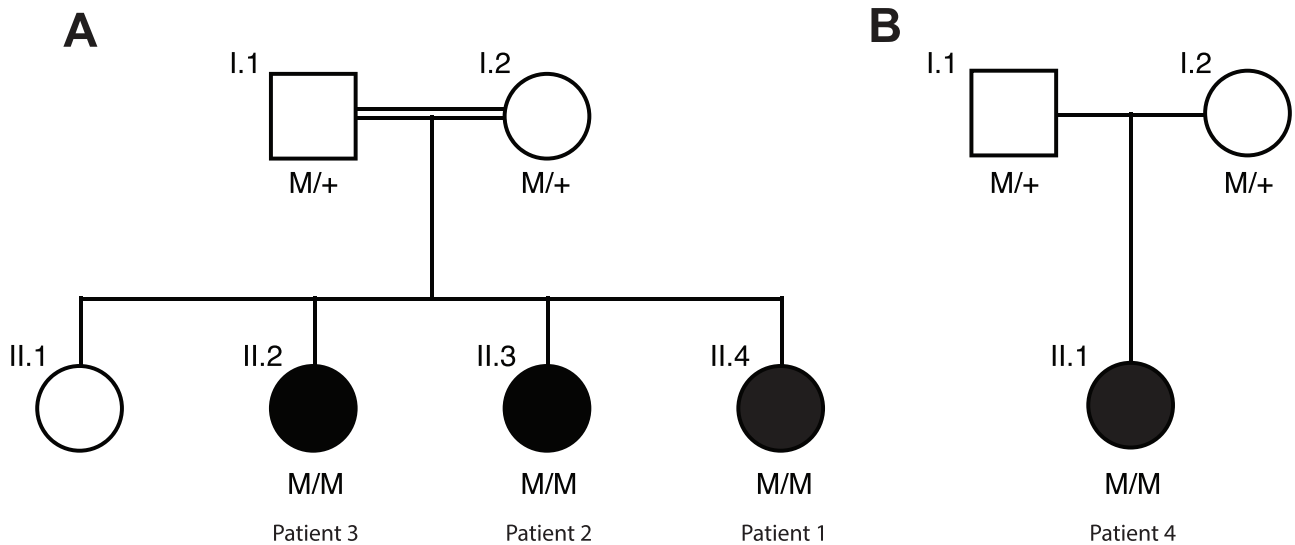 A
B
I.1
I.2
I.1
I.2
M/+
M/+
M/+
M/+
II.1
II.2
II.3
II.4
II.1
M/M
M/M
M/M
M/M
Patient 3
Patient 2
Patient 1
Patient 4